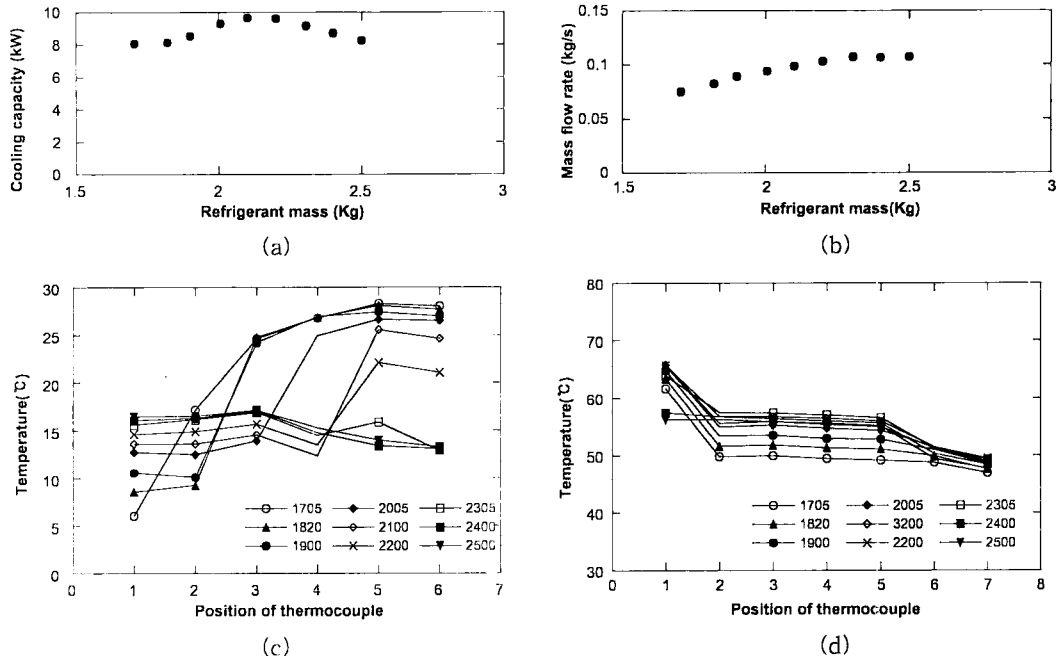 10
8
6
4
2
0
Cooling capacity (kW)
1.5 2 2.5 3
Refrigerant mass (Kg)
(a)
0.15
0.1
0.05
0
Mass flow rate (kg/s)
1.5 2 2.5 3
Refrigerant mass(Kg)
(b)
30
25
20
15
10
5
0
Temperature(℃)
1705 2005 2305
1820 2100 2400
1900 2200 2500
0 1 2 3 4 5 6 7
Position of thermocouple
(c)
80
70
60
50
40
30
Temperature(℃)
1705 2005 2305
1820 3200 2400
1900 2200 2500
0 1 2 3 4 5 6 7 8
Position of thermocouple
(d)